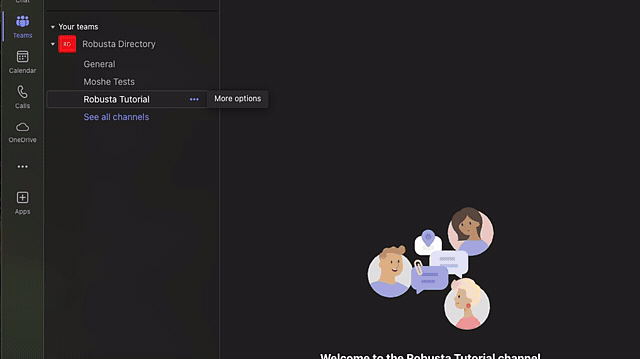 Chat
Teams
Calendar
Calls
OneDrive
Apps
Your teams
RD
Robusta Directory
General
Moshe Tests
Robusta Tutorial
More options
See all channels
Welcome to the Robusta Tutorial channel